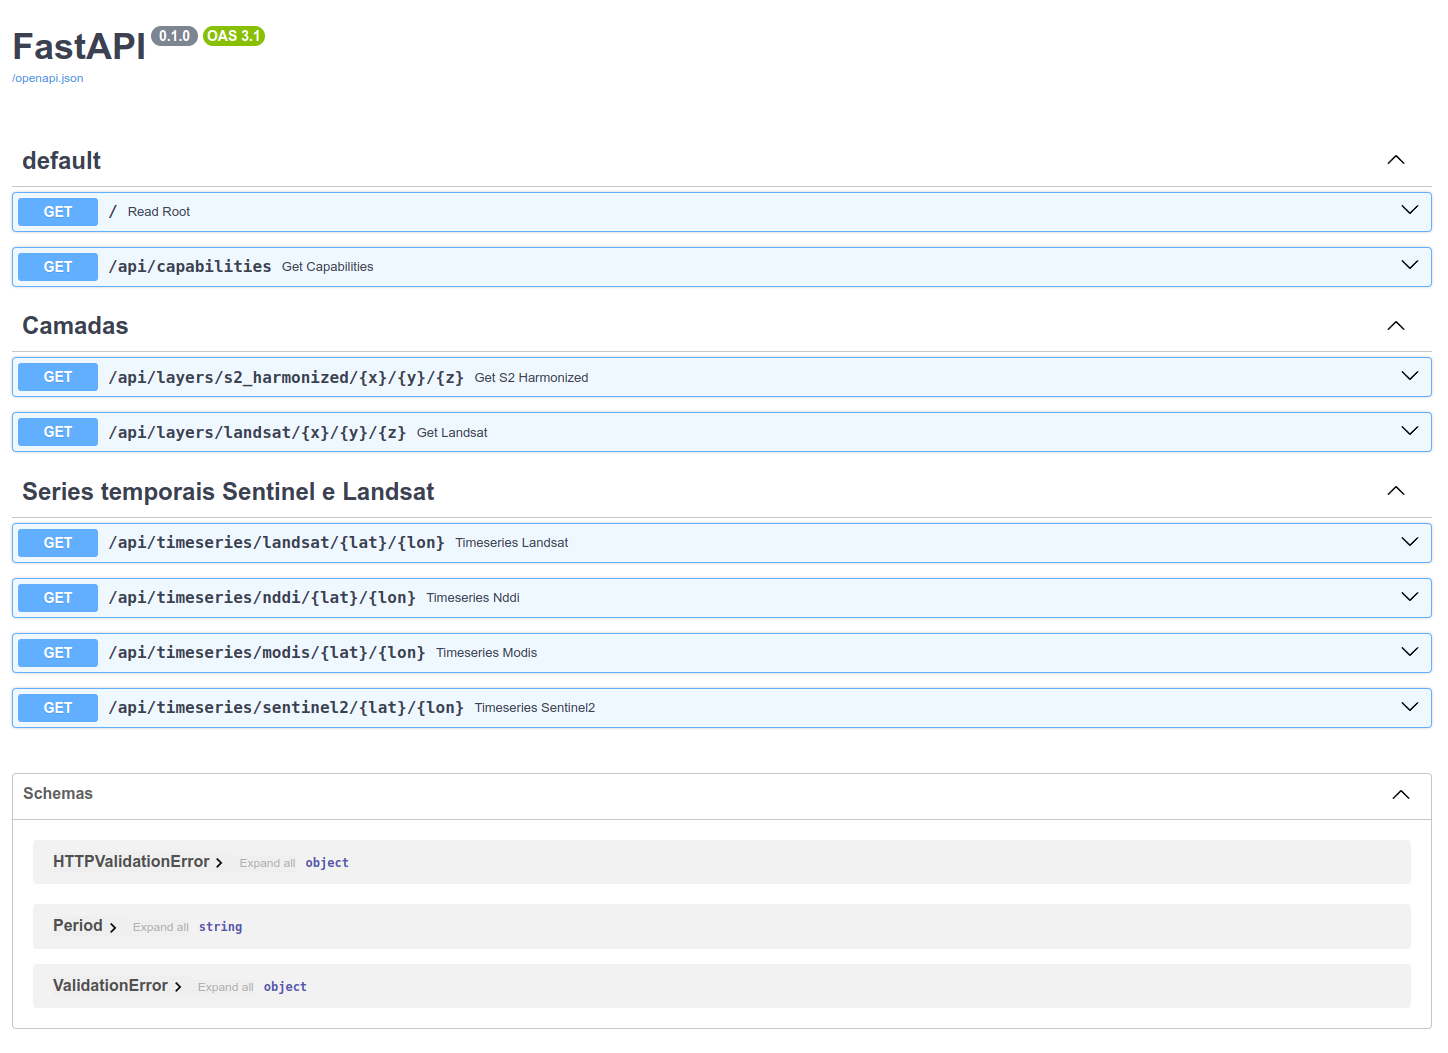 FastAPI 0.1.0 OAS 3.1
/openapi.json
default
GET / Read Root
GET /api/capabilities Get Capabilities
Camadas
GET /api/layers/s2_harmonized/{x}/{y}/{z} Get S2 Harmonized
GET /api/layers/landsat/{x}/{y}/{z} Get Landsat
Series temporais Sentinel e Landsat
GET /api/timeseries/landsat/{lat}/{lon} Timeseries Landsat
GET /api/timeseries/nddi/{lat}/{lon} Timeseries Nddi
GET /api/timeseries/modis/{lat}/{lon} Timeseries Modis
GET /api/timeseries/sentinel2/{lat}/{lon} Timeseries Sentinel2
Schemas
HTTPValidationError Expand all object
Period Expand all string
ValidationError Expand all object